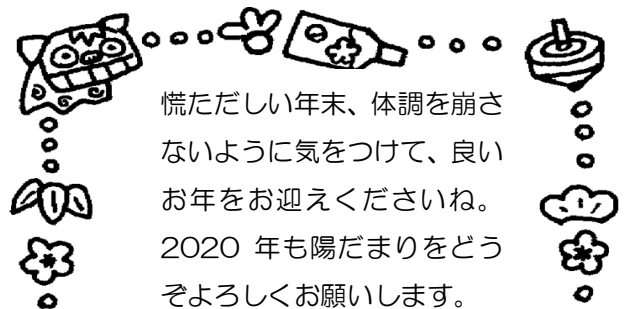 慌ただしい年末、体調を崩さ
ないように気をつけて、良い
お年をお迎えくださいね。
2020 年も陽だまりをどう
ぞよろしくお願いします。